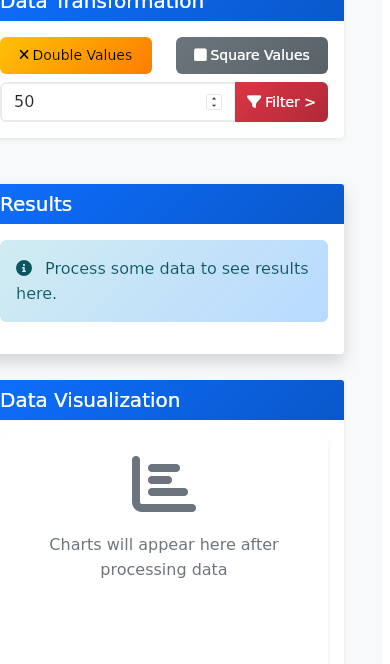 Data Transformation
Double Values
Square Values
50
Filter >
Results
Process some data to see results
here.
Data Visualization
Charts will appear here after
processing data